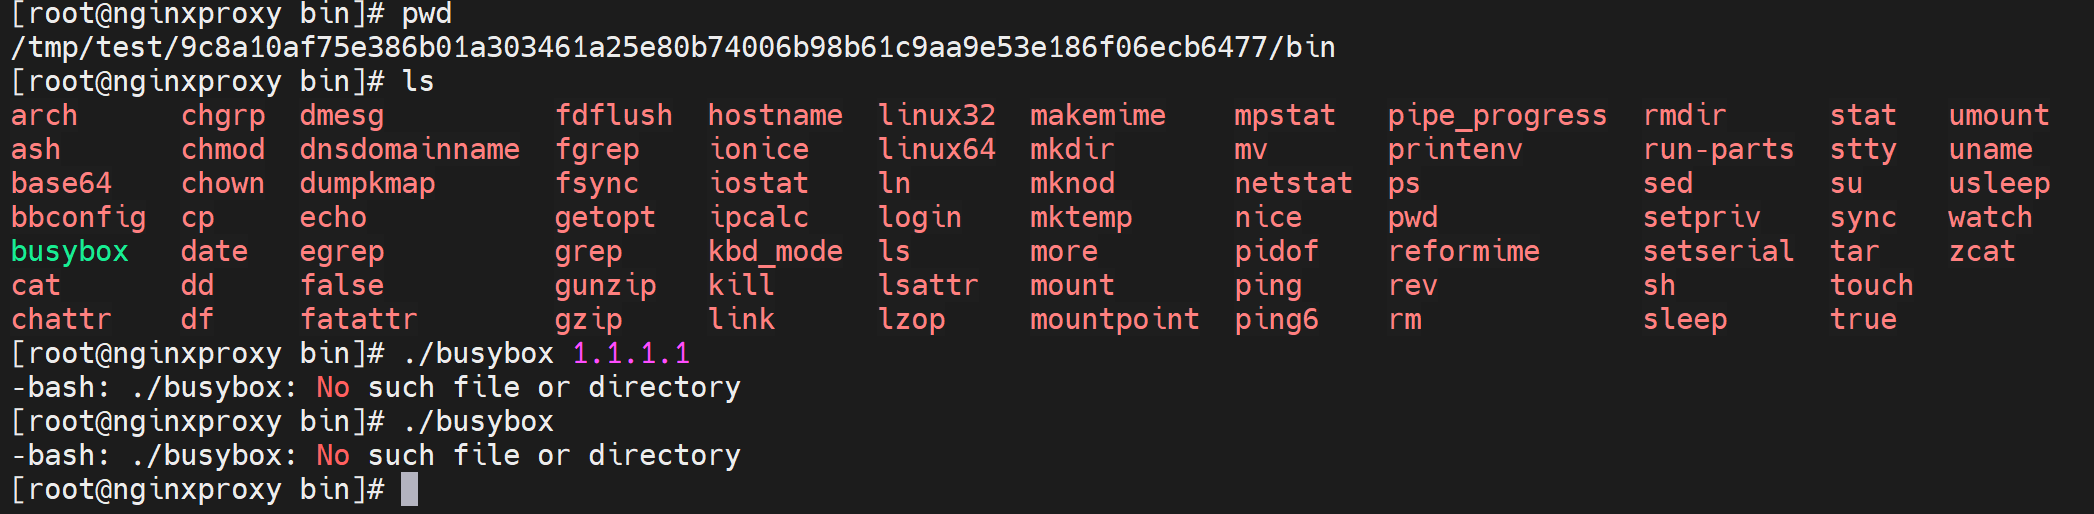 [root@nginxproxy bin]# pwd
/tmp/test/9c8a10af75e386b01a303461a25e80b74006b98b61c9aa9e53e186f06ecb6477/bin
[root@nginxproxy bin]# ls
arch chgrp dmesg fdflush hostname linux32 makemime mpstat pipe_progress rmdir stat umount
ash chmod dnsdomainname fgrep ionice linux64 mkdir mv printenv run-parts stty uname
base64 chown dumpkmap fsync iostat ln mknod netstat ps sed su usleep
bbconfig cp echo getopt ipcalc login mktemp nice pwd setpriv sync watch
busybox date egrep grep kbd_mode ls more pidof reformime setserial tar zcat
cat dd false gunzip kill lsattr mount ping rev sh touch
chattr df fatattr gzip link lzop mountpoint ping6 rm sleep true
[root@nginxproxy bin]# ./busybox 1.1.1.1
-bash: ./busybox: No such file or directory
[root@nginxproxy bin]# ./busybox
-bash: ./busybox: No such file or directory
[root@nginxproxy bin]#